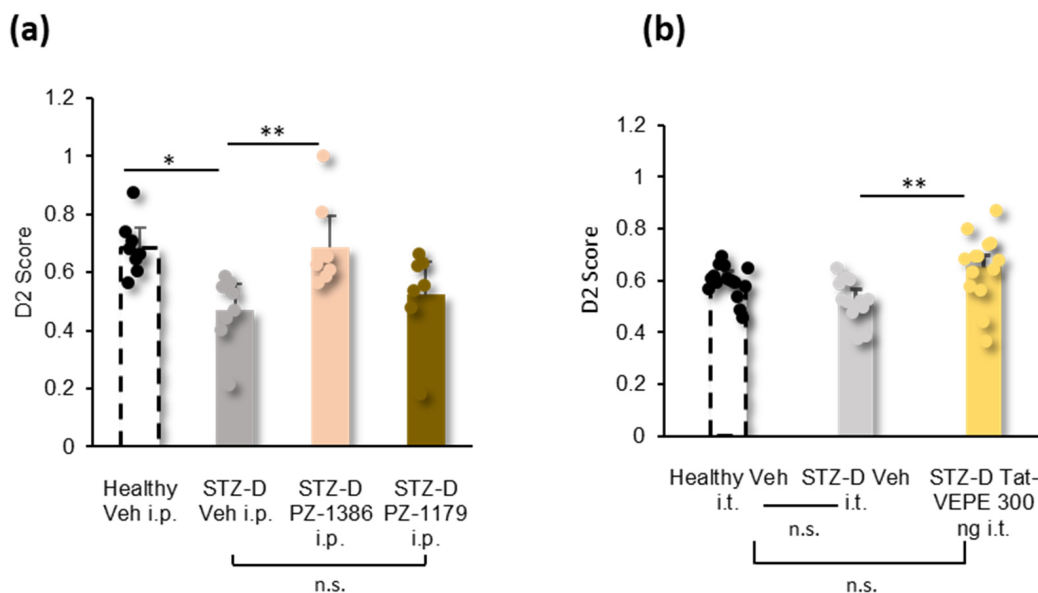 (a)
D2 Score
1.2
1
0.8
0.6
0.4
0.2
0
*
**
Healthy
Veh i.p.
STZ-D
Veh i.p.
STZ-D
PZ-1386
i.p.
STZ-D
PZ-1179
i.p.
n.s.
(b)
D2 Score
1.2
1
0.8
0.6
0.4
0.2
0
**
Healthy Veh
i.t.
STZ-D Veh
i.t.
STZ-D Tat-
VEPE 300
ng i.t.
n.s.
n.s.